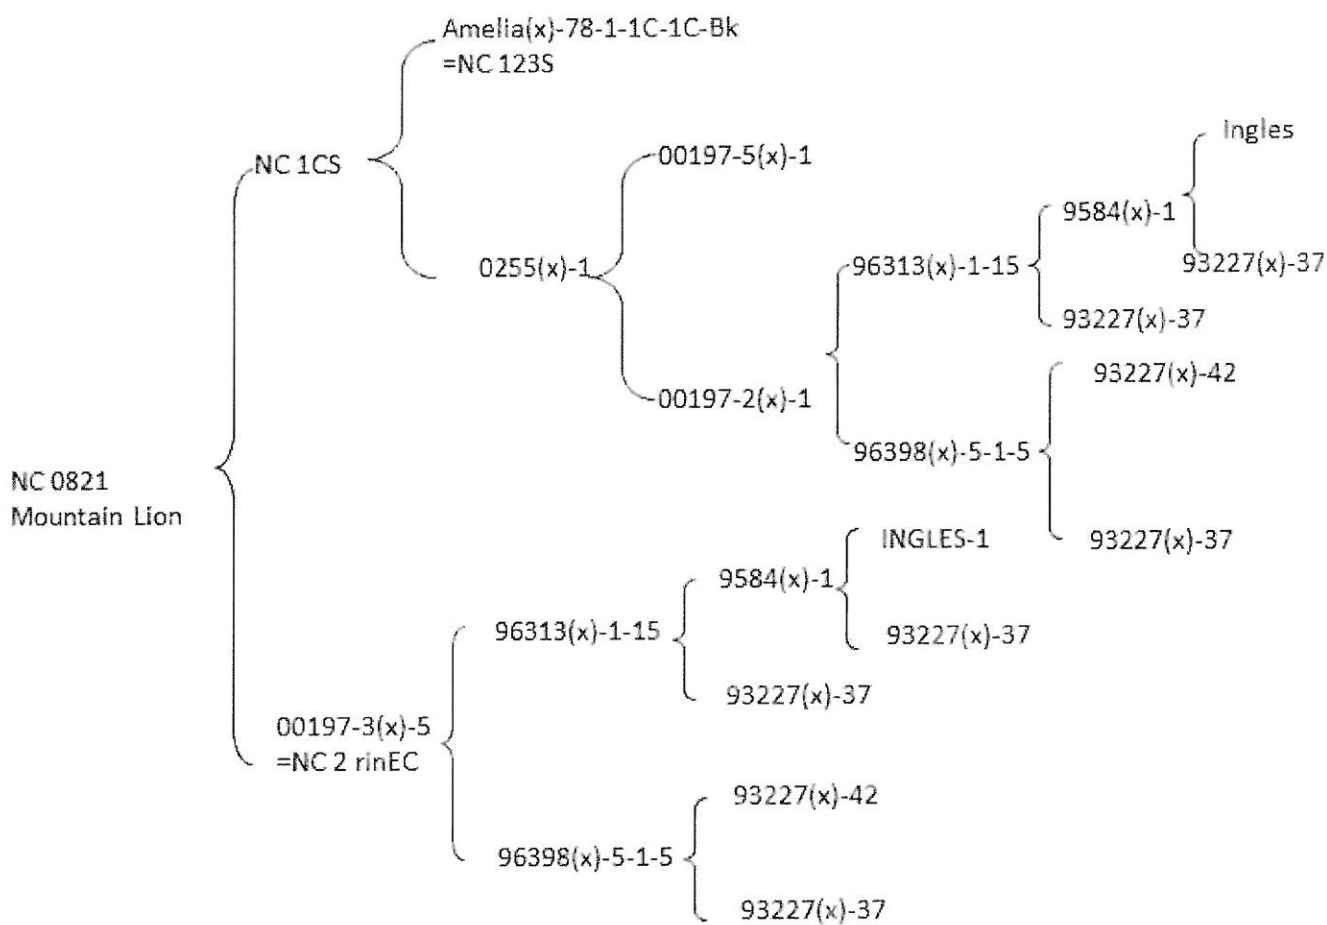 Amelia(x)-78-1-1C-1C-Bk
=NC 123S
Ingles
NC 1CS
00197-5(x)-1
9584(x)-1
0255(x)-1
96313(x)-1-15
93227(x)-37
93227(x)-37
93227(x)-42
00197-2(x)-1
96398(x)-5-1-5
NC 0821
Mountain Lion
INGLES-1
93227(x)-37
9584(x)-1
96313(x)-1-15
93227(x)-37
93227(x)-37
00197-3(x)-5
=NC 2 rinEC
93227(x)-42
96398(x)-5-1-5
93227(x)-37